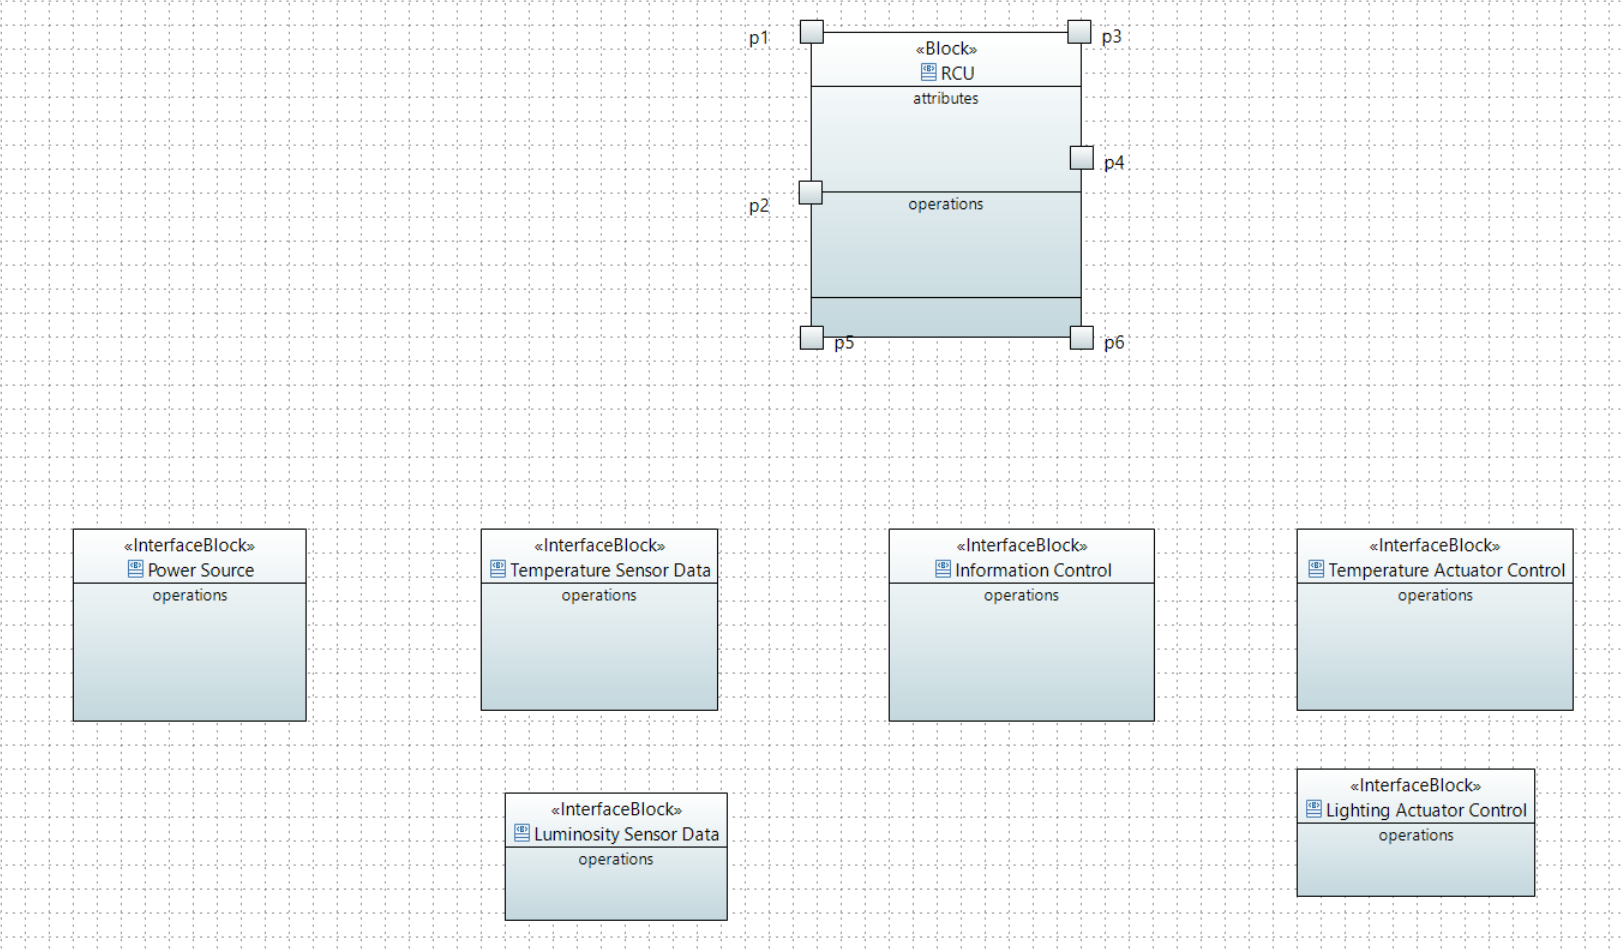 p1
p3
«Block»
RCU
attributes
p4
p2
operations
p5
p6
«InterfaceBlock»
Power Source
operations
«InterfaceBlock»
Temperature Sensor Data
operations
«InterfaceBlock»
Information Control
operations
«InterfaceBlock»
Temperature Actuator Control
operations
«InterfaceBlock»
Luminosity Sensor Data
operations
«InterfaceBlock»
Lighting Actuator Control
operations